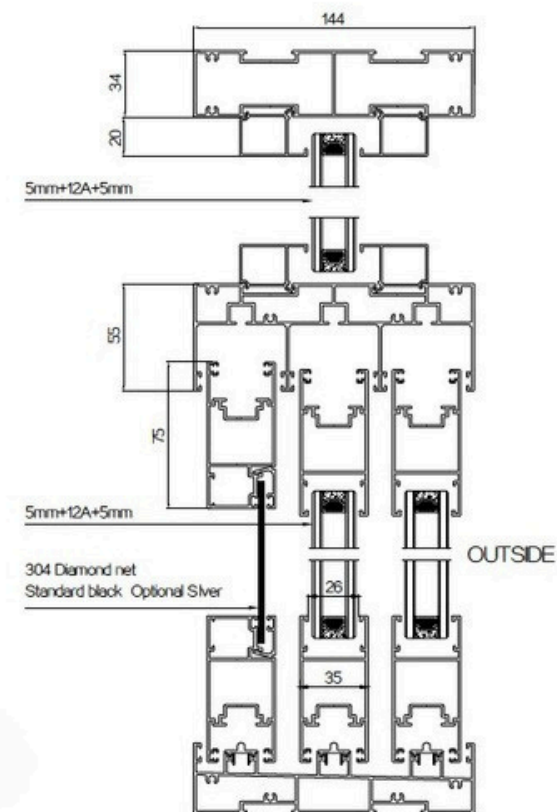 144
34
20
5mm+12A+5mm
55
75
5mm+12A+5mm
OUTSIDE
304 Diamond net
Standard black Optional Slver
26
35